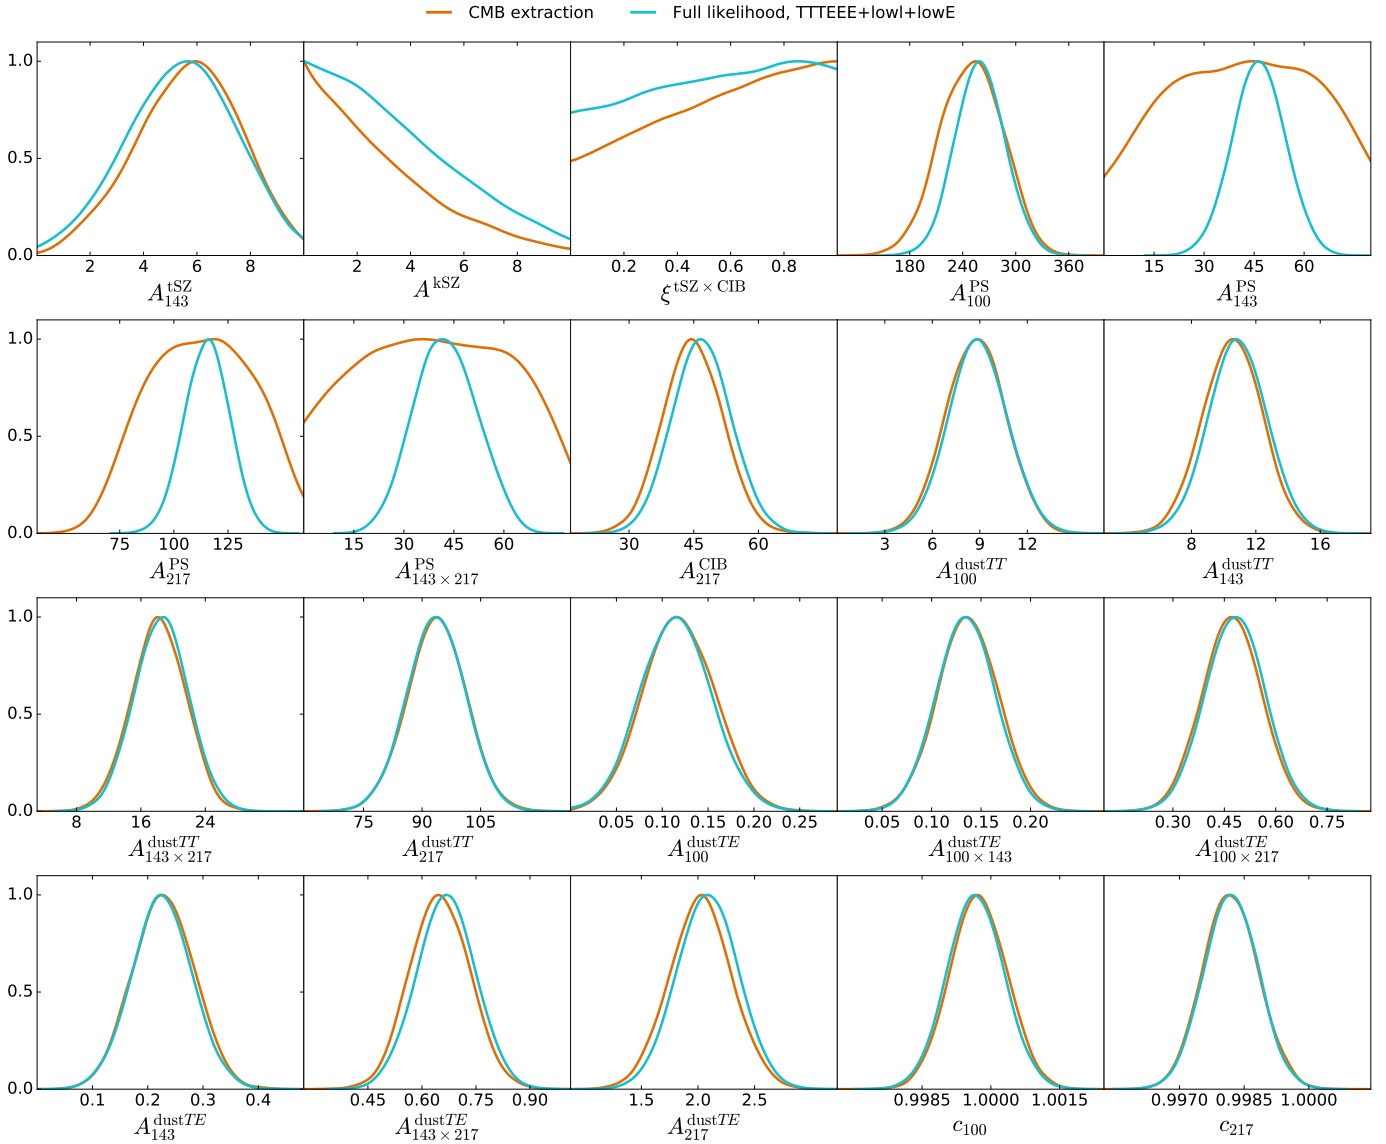 CMB extraction Full likelihood, TTTEEE+lowl+lowE
1.0
0.5
0.0
2 4 6 8 2 4 6 8 0.2 0.4 0.6 0.8 180 240 300 360 15 30 45 60
A^tSZ_143 A^kSZ ξ^tSZ×CIB A^PS_100 A^PS_143
1.0
0.5
0.0
75 100 125 15 30 45 60 30 45 60 3 6 9 12 8 12 16
A^PS_217 A^PS_143×217 A^CIB_217 A^dustTT_100 A^dustTT_143
1.0
0.5
0.0
8 16 24 75 90 105 0.05 0.10 0.15 0.20 0.25 0.05 0.10 0.15 0.20 0.30 0.45 0.60 0.75
A^dustTT_143×217 A^dustTT_217 A^dustTE_100 A^dustTE_100×143 A^dustTE_100×217
1.0
0.5
0.0
0.1 0.2 0.3 0.4 0.45 0.60 0.75 0.90 1.5 2.0 2.5 0.9985 1.0000 1.0015 0.9970 0.9985 1.0000
A^dustTE_143 A^dustTE_143×217 A^dustTE_217 c_100 c_217